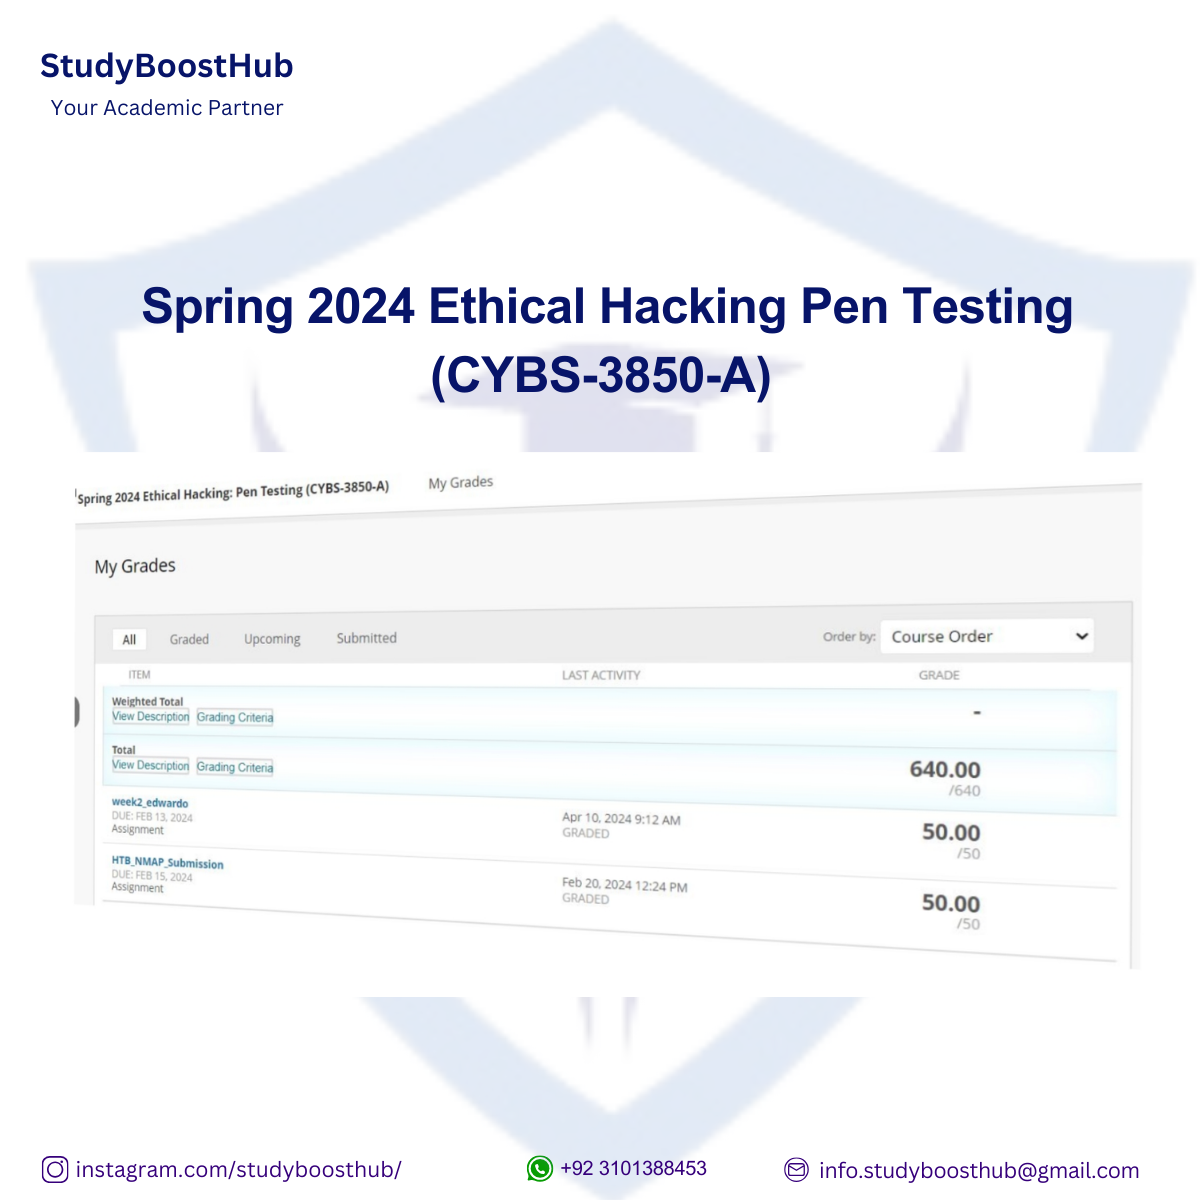 StudyBoostHub
Your Academic Partner
Spring 2024 Ethical Hacking Pen Testing
(CYBS-3850-A)
Spring 2024 Ethical Hacking: Pen Testing (CYBS-3850-A) My Grades
My Grades
All Graded Upcoming Submitted Order by: Course Order
ITEM LAST ACTIVITY GRADE
Weighted Total
View Description Grading Criteria -
Total
View Description Grading Criteria 640.00
/640
week2_edwardo
DUE: FEB 13, 2024
Assignment
Apr 10, 2024 9:12 AM
GRADED
50.00
/50
HTB_NMAP_Submission
DUE: FEB 15, 2024
Assignment
Feb 20, 2024 12:24 PM
GRADED
50.00
/50
instagram.com/studyboosthub/ +92 3101388453 info.studyboosthub@gmail.com